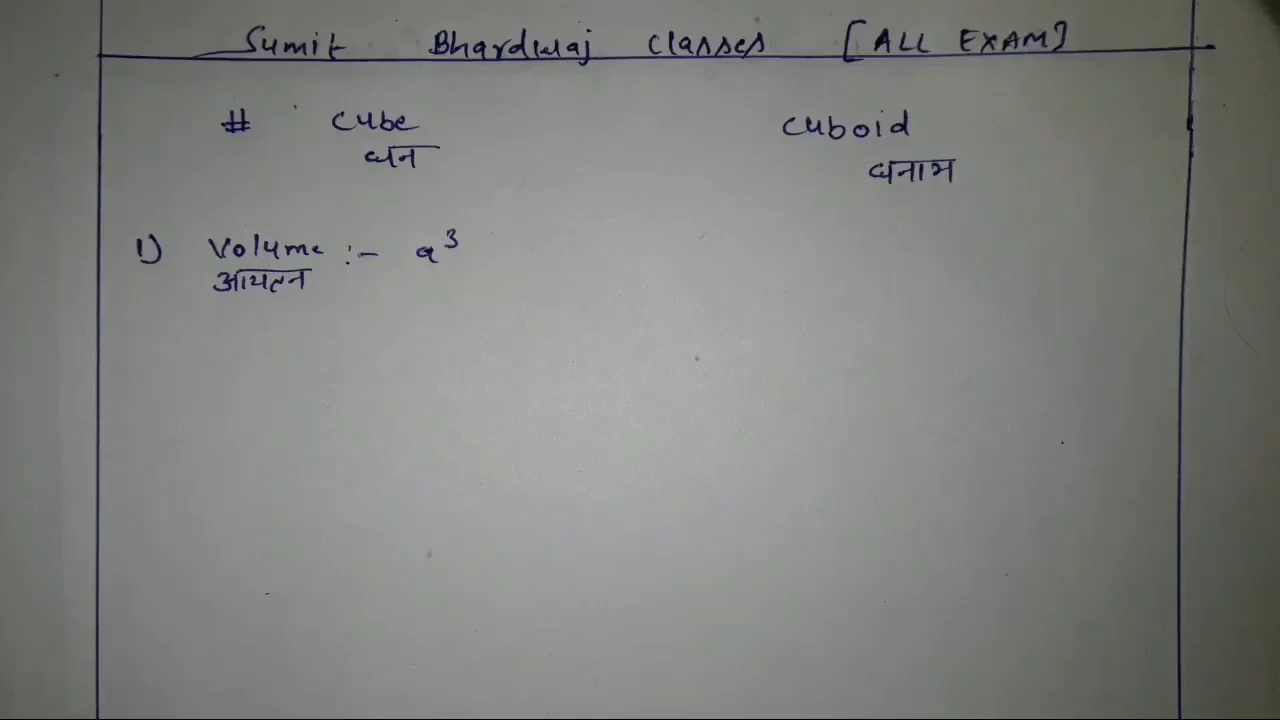 Sumit Bhardwaj Classes [ALL EXAM]
# Cube Cuboid
घन घनाभ
1) Volume :- a³
आयतन